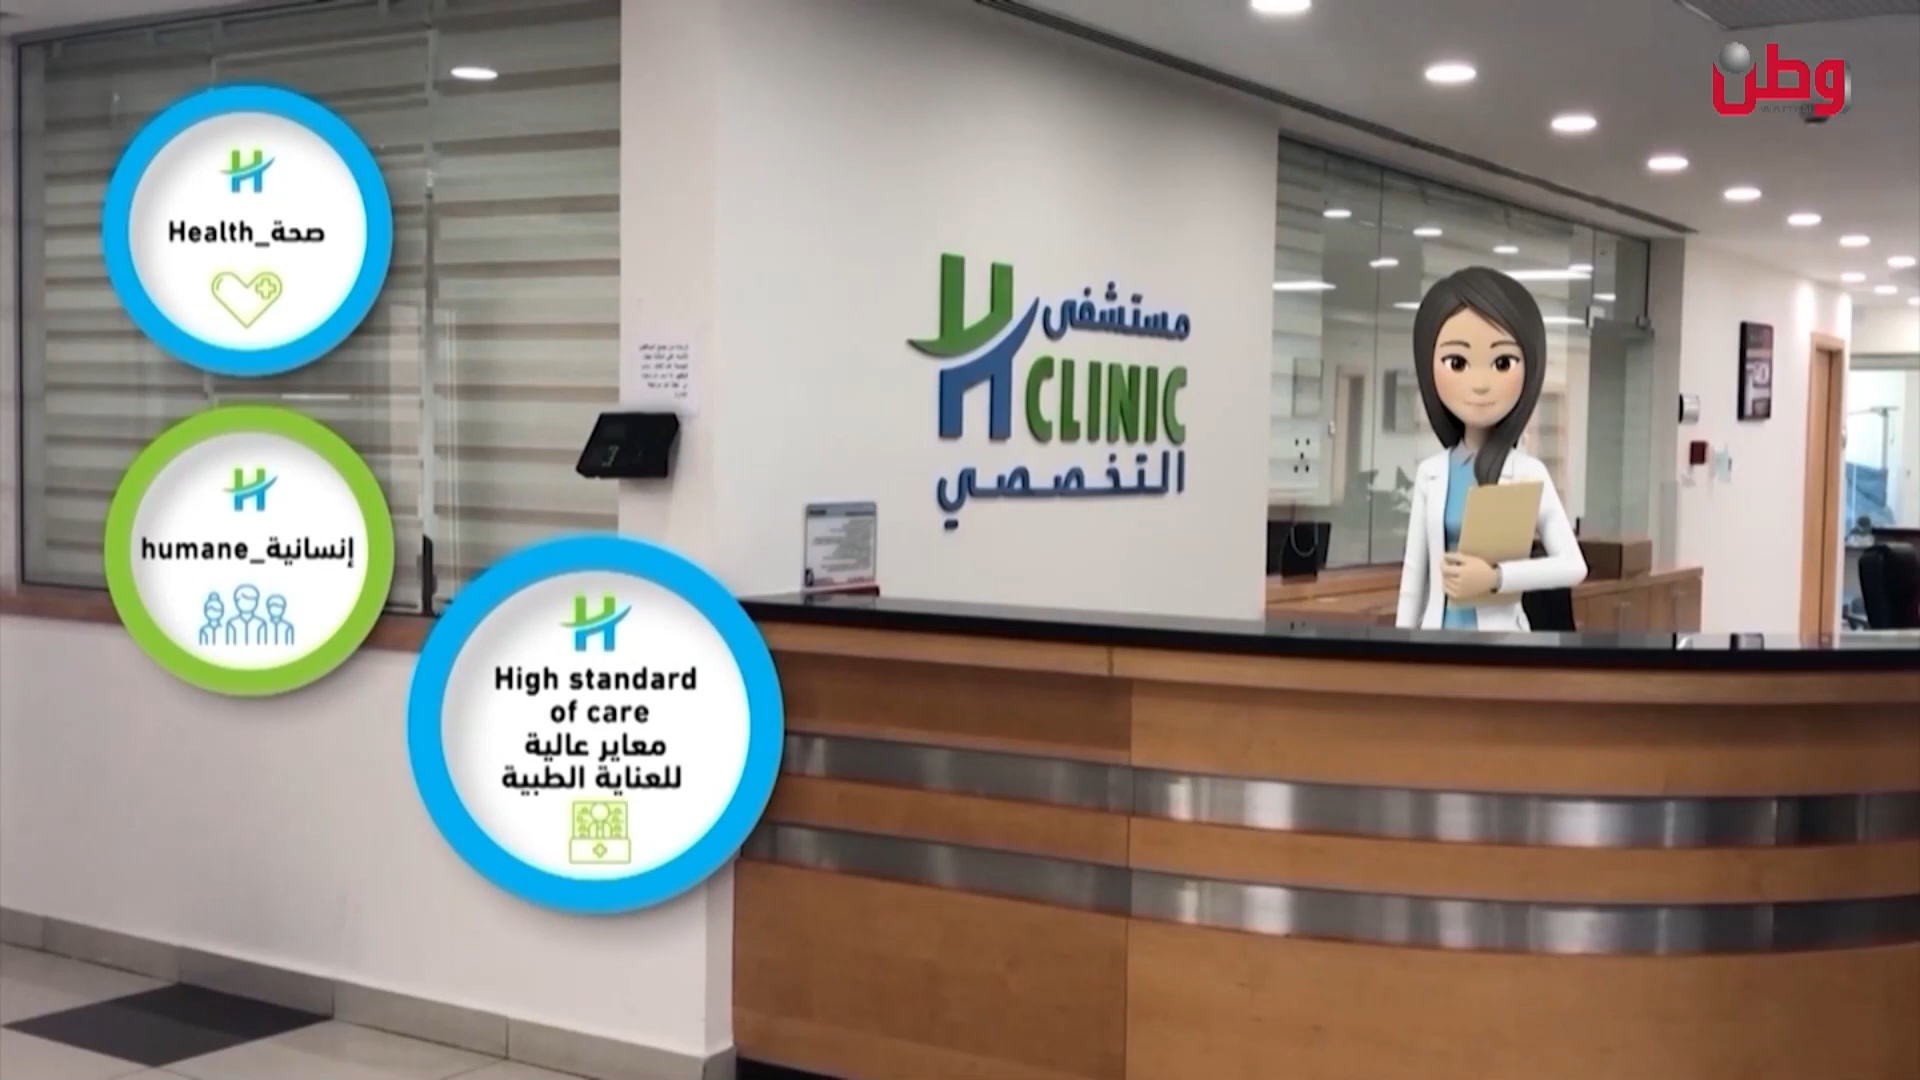 وطن
Health_صحة
humane_إنسانية
High standard
of care
معاير عالية
للعناية الطبية
H
مستشفى
CLINIC
التخصصي